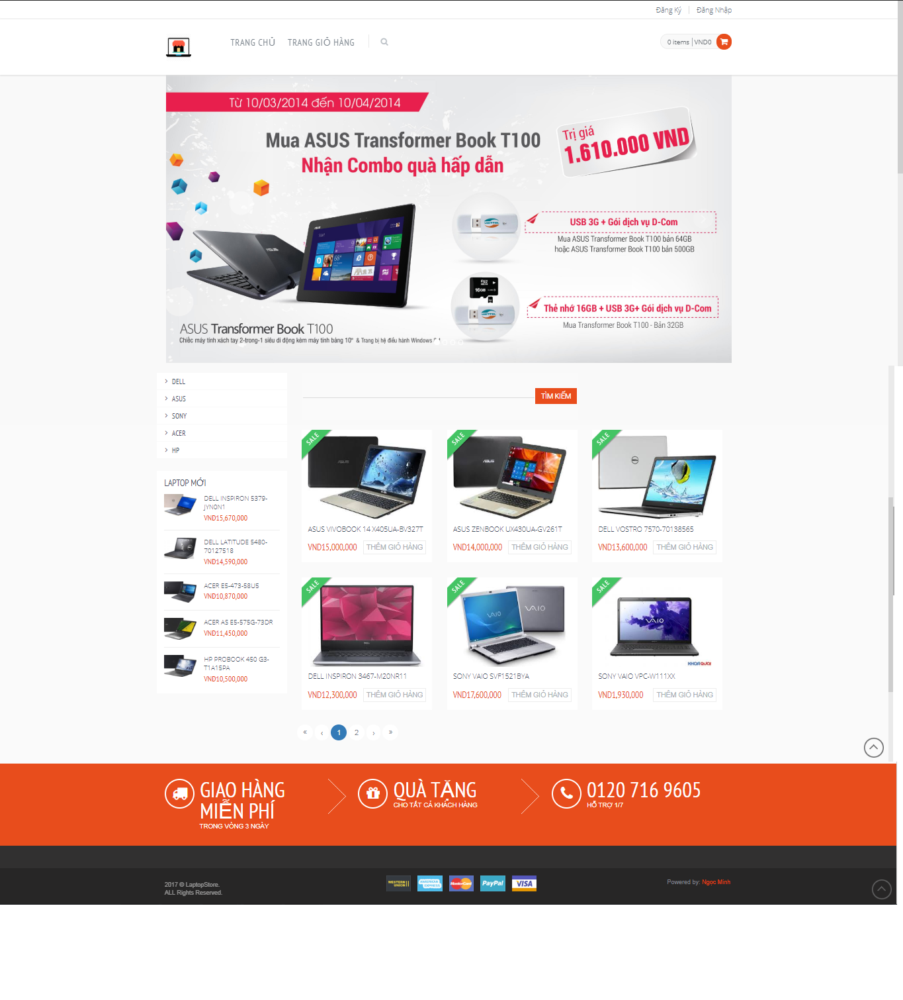 Đăng Ký
Đăng Nhập
TRANG CHỦ
TRANG GIỎ HÀNG
0 items
VND0
TỪ 10/03/2014 đến 10/04/2014
Mua ASUS Transformer Book T100
Nhận Combo quà hấp dẫn
Trị giá
1.610.000 VND
USB 3G + Gói dịch vụ D-Com
Mua ASUS Transformer Book T100 bản 64GB
hoặc ASUS Transformer Book T100 bản 500GB
Thẻ nhớ 16GB + USB 3G+ Gói dịch vụ D-Com
Mua Transformer Book T100 - Bản 32GB
ASUS Transformer Book T100
Chiếc máy tính xách tay 2-trong-1 siêu di động kèm máy tính bảng 10" & Trang bị hệ điều hành Windows
DELL
ASUS
SONY
ACER
HP
TÌM KIẾM
LAPTOP MỚI
DELL INSPIRON 5379-
JYN0N1
VND15,670,000
DELL LATITUDE 5480-
70127518
VND14,590,000
ACER E5-473-58U5
VND10,870,000
ACER AS E5-575G-73DR
VND11,450,000
HP PROBOOK 450 G3-
T1A15PA
VND10,500,000
SALE
ASUS VIVOBOOK 14 X405UA-BV327T
VND15,000,000
THÊM GIỎ HÀNG
SALE
ASUS ZENBOOK UX430UA-GV261T
VND14,000,000
THÊM GIỎ HÀNG
SALE
DELL VOSTRO 7570-70138565
VND13,600,000
THÊM GIỎ HÀNG
SALE
DELL INSPIRON 3467-M20NR11
VND12,300,000
THÊM GIỎ HÀNG
SALE
VAIO
VAIO
SONY VAIO SVF1521BYA
VND17,600,000
THÊM GIỎ HÀNG
SALE
VAIO
SONY VAIO VPC-W111XX
VND1,930,000
THÊM GIỎ HÀNG
« ‹ 1 2 › »
GIAO HÀNG
MIỄN PHÍ
TRONG VÒNG 3 NGÀY
QUÀ TẶNG
CHO TẤT CẢ KHÁCH HÀNG
0120 716 9605
HỖ TRỢ 1/7
2017 © LaptopStore.
ALL Rights Reserved.
WESTERN UNION
AMERICAN EXPRESS
MasterCard
PayPal
VISA
Powered by: Ngoc Minh